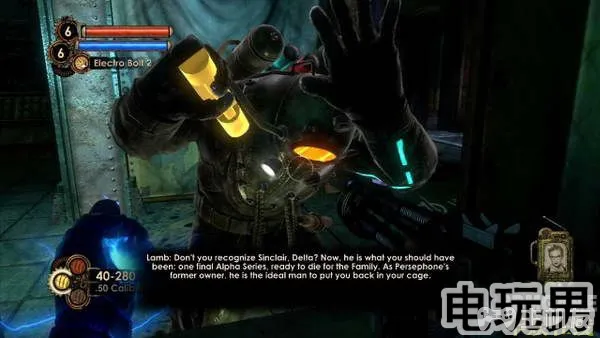 6
6
Electro Bolt 2
Lamb: Don't you recognize Sinclair, Delta? Now, he is what you should have
been: one final Alpha Series, ready to die for the Family. As Persephone's
former owner, he is the ideal man to put you back in your cage.
40-280
.50 Calib
电玩男